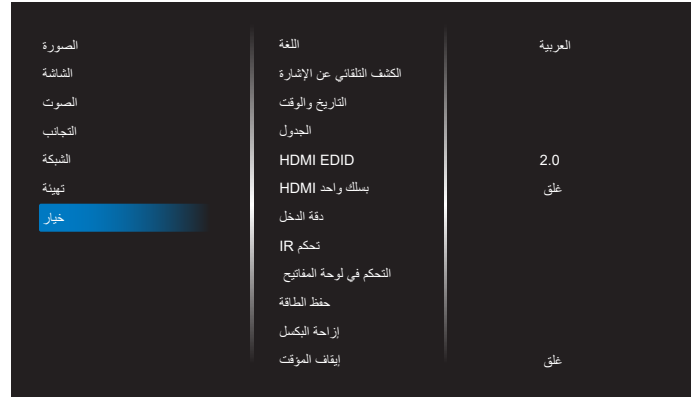 الصورة
الشاشة
الصوت
التجانب
الشبكة
تهيئة
خيار
اللغة العربية
الكشف التلقائي عن الإشارة
التاريخ والوقت
الجدول
HDMI EDID 2.0
بسلك واحد HDMI غلق
دقة الدخل
تحكم IR
التحكم في لوحة المفاتيح
حفظ الطاقة
إزاحة البكسل
إيقاف المؤقت غلق